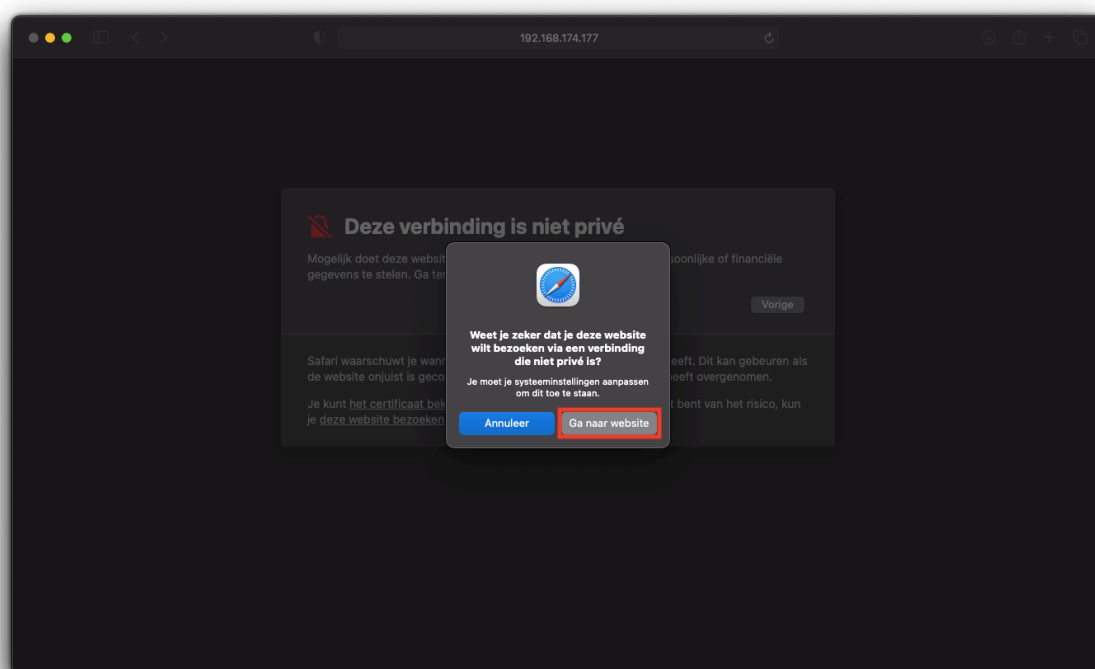 192.168.174.177
Deze verbinding is niet privé
Mogelijk doet deze websit
soonlijke of financiële
gegevens te stelen. Ga ter
Vorige
Weet je zeker dat je deze website
wilt bezoeken via een verbinding
die niet privé is?
Je moet je systeeminstellingen aanpassen
om dit toe te staan.
Annuleer
Ga naar website
Safari waarschuwt je wanr
eeft. Dit kan gebeuren als
de website onjuist is geco
heeft overgenomen.
Je kunt het certificaat bek
t bent van het risico, kun
je deze website bezoeken